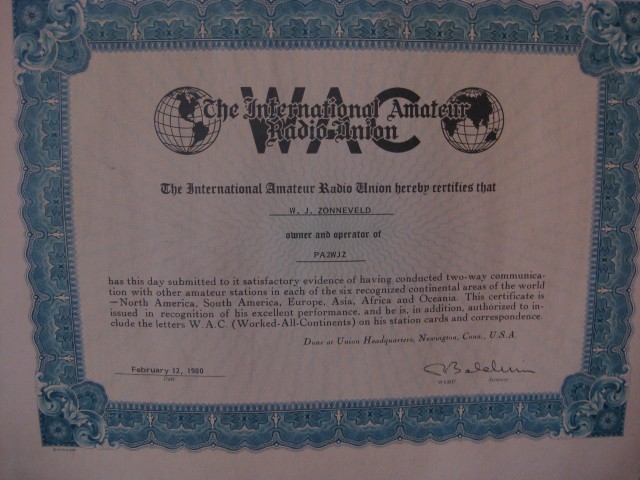 WAC
The International Amateur
Radio Union
The International Amateur Radio Union hereby certifies that
W. J. ZONNEVELD
owner and operator of
PA2WJZ
has this day submitted to it satisfactory evidence of having conducted two-way communica-
tion with other amateur stations in each of the six recognized continental areas of the world
—North America, South America, Europe, Asia, Africa and Oceania. This certificate is
issued in recognition of his excellent performance, and he is, in addition, authorized to in-
clude the letters W.A.C. (Worked-All-Continents) on his station cards and correspondence.
Done at Union Headquarters, Newington, Conn., U.S.A.
February 12, 1980
Date
Baldwin